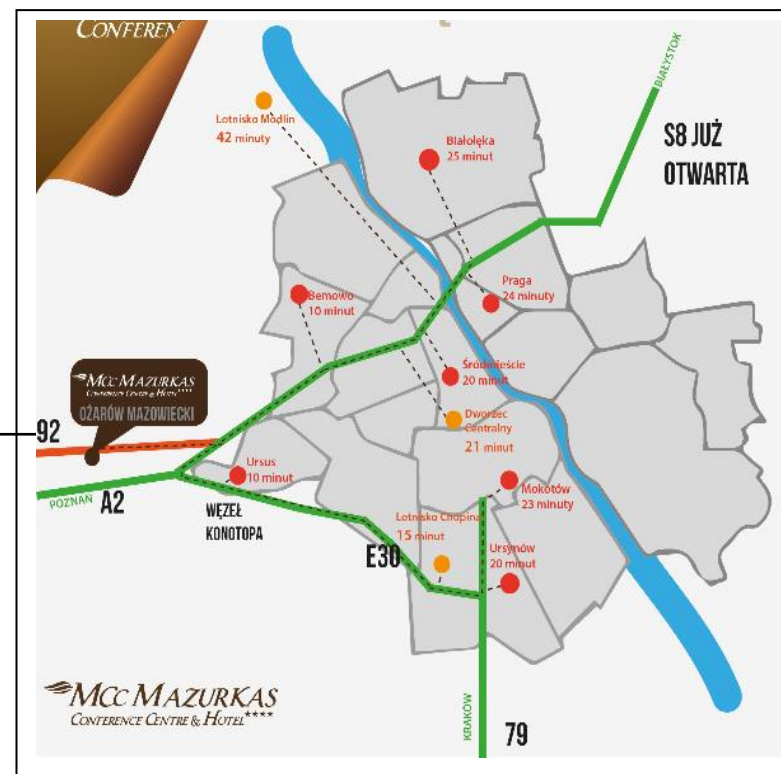 CONFEREN
BIAŁYSTOK
Lotnisko Modlin
42 minuty
Białołęka
25 minut
S8 JUŻ
OTWARTA
Bemowo
10 minut
Praga
24 minuty
MCC MAZURKAS
CONFERENCE CENTRE & HOTEL****
OŻARÓW MAZOWIECKI
Śródmieście
20 minut
Dworzec
Centralny
21 minut
92
Ursus
10 minut
Mokotów
23 minuty
POZNAŃ
A2
WĘZEŁ
KONOTOPA
Lotnisko Chopina
15 minut
E30
Ursynów
20 minut
MCC MAZURKAS
CONFERENCE CENTRE & HOTEL****
KRAKÓW
79